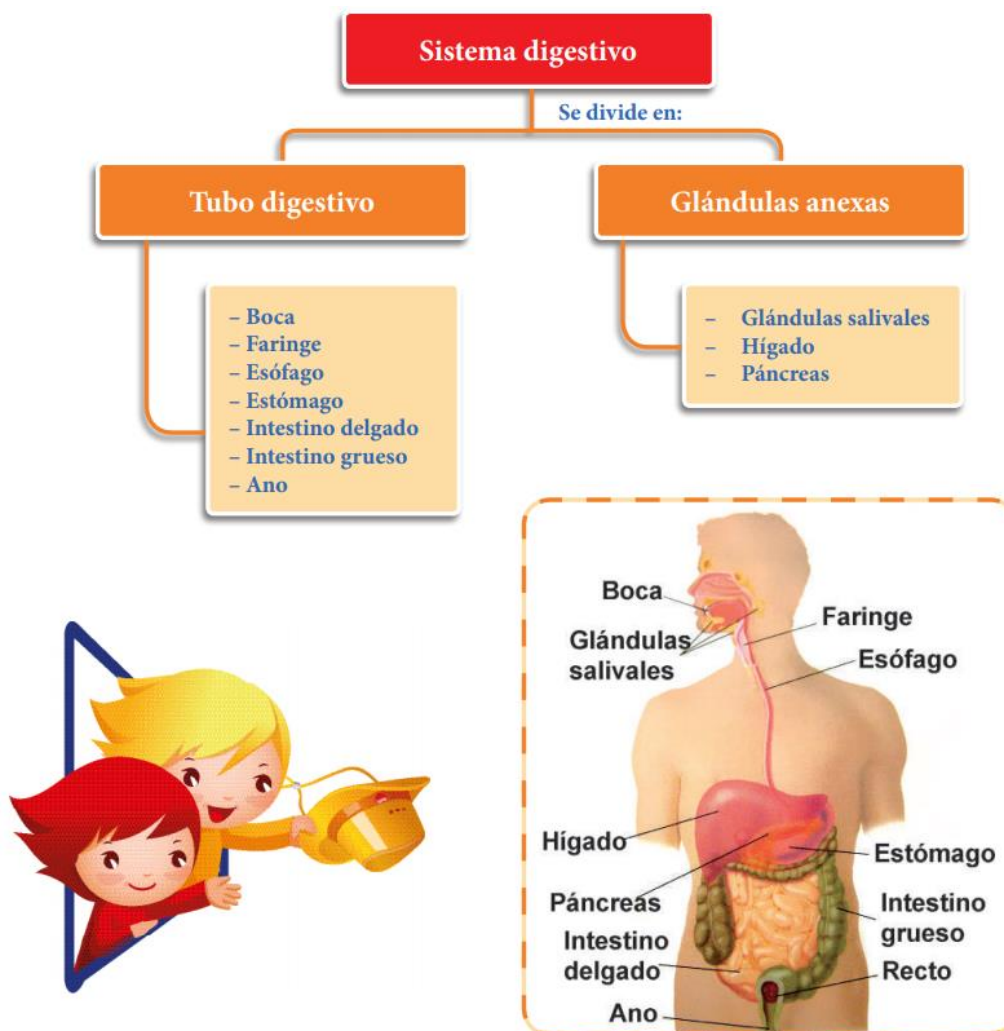 Sistema digestivo
Se divide en:
Tubo digestivo
Glándulas anexas
– Boca
– Faringe
– Esófago
– Estómago
– Intestino delgado
– Intestino grueso
– Ano
– Glándulas salivales
– Hígado
– Páncreas
Boca
Glándulas
salivales
Faringe
Esófago
Hígado
Estómago
Páncreas
Intestino
grueso
Intestino
delgado
Recto
Ano